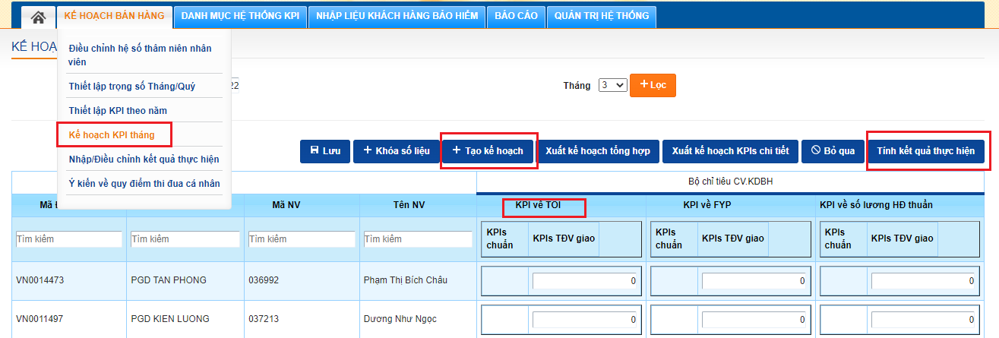 KẾ HOẠCH BÁN HÀNG DANH MỤC HỆ THỐNG KPI NHẬP LIỆU KHÁCH HÀNG BẢO HIỂM BÁO CÁO QUẢN TRỊ HỆ THỐNG
KẾ HOẠ
Điều chỉnh hệ số thâm niên nhân
viên
Thiết lập trọng số Tháng/Quý
Thiết lập KPI theo năm
Kế hoạch KPI tháng
Nhập/Điều chỉnh kết quả thực hiện
Ý kiến về quy điểm thi đua cá nhân
22 Tháng 3 Lọc
Lưu Khóa số liệu Tạo kế hoạch Xuất kế hoạch tổng hợp Xuất kế hoạch KPIs chi tiết Bỏ qua Tính kết quả thực hiện
Bộ chỉ tiêu CV.KDBH
Mã Đ Mã NV Tên NV KPI về TOI KPI về FYP KPI về số lương HĐ thuần
Tìm kiếm Tìm kiếm Tìm kiếm Tìm kiếm KPIs chuẩn KPIs TĐV giao KPIs chuẩn KPIs TĐV giao KPIs chuẩn KPIs TĐV giao
VN0014473 PGD TAN PHONG 036992 Phạm Thị Bích Châu 0 0 0
VN0011497 PGD KIEN LUONG 037213 Dương Như Ngọc 0 0 0